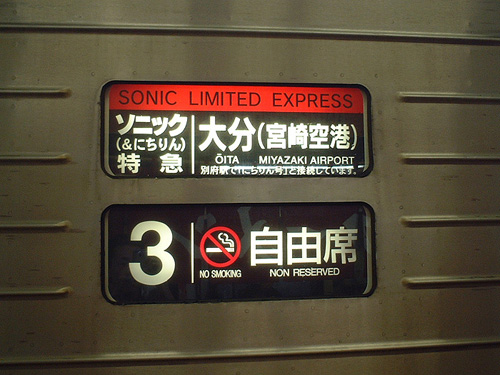 SONIC LIMITED EXPRESS
ソニック
(&にちりん)
特急
大分(宮崎空港)
ŌITA MIYAZAKI AIRPORT
別府駅で「にちりん号」と接続しています。
3
NO SMOKING
自由席
NON RESERVED